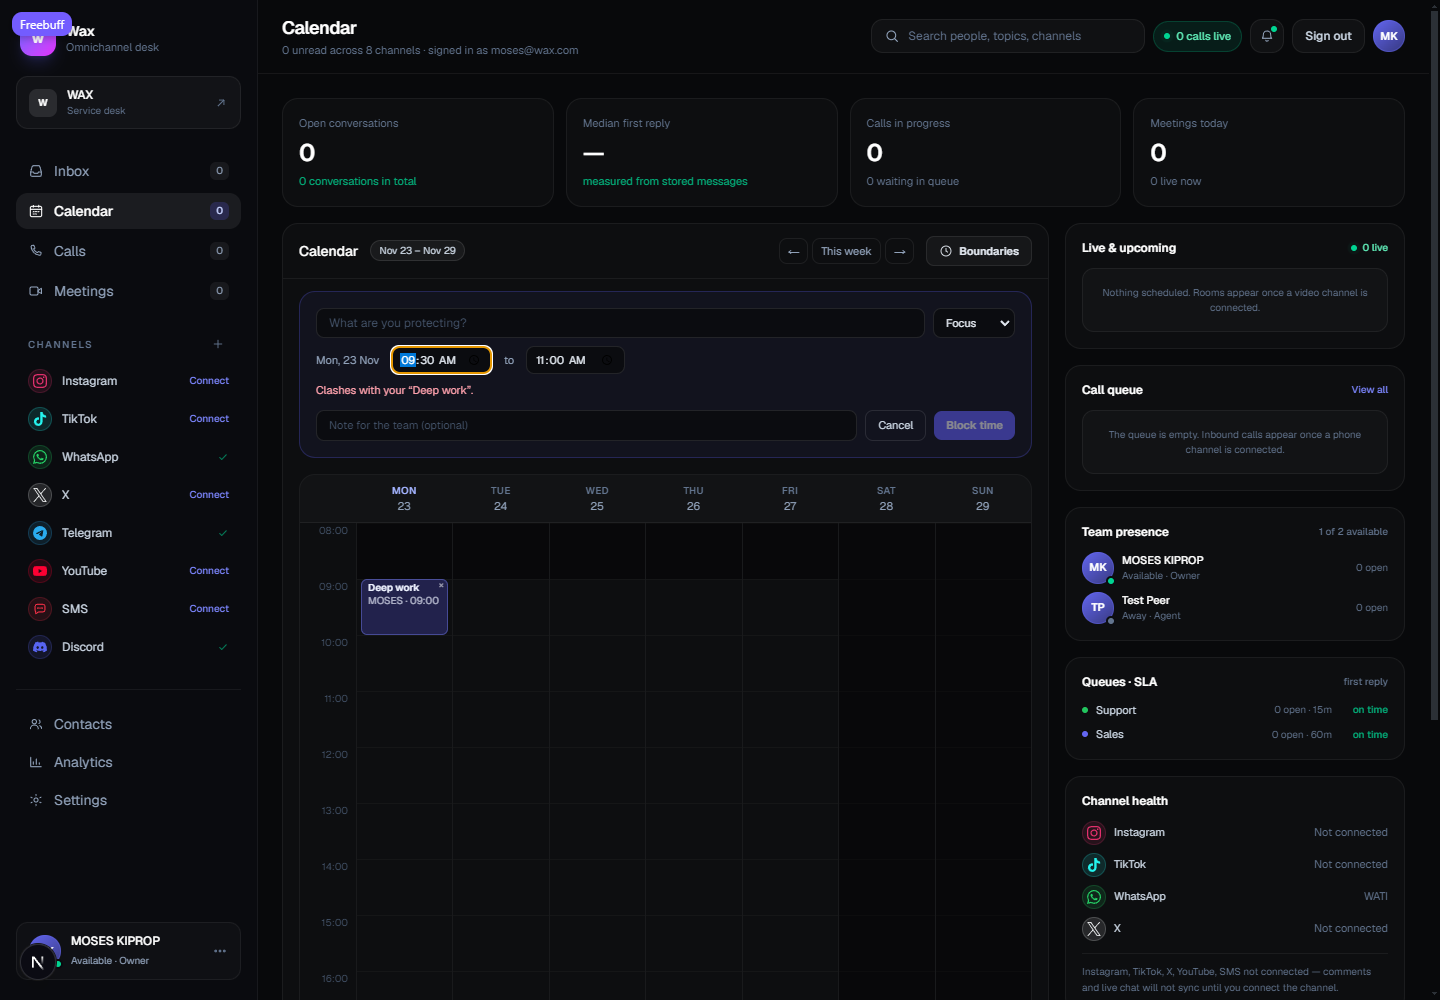 Freebuff
W
Wax
Omnichannel desk
W
WAX
Service desk
Inbox
0
Calendar
0
Calls
0
Meetings
0
CHANNELS
Instagram
Connect
TikTok
Connect
WhatsApp
X
Connect
Telegram
YouTube
Connect
SMS
Connect
Discord
Contacts
Analytics
Settings
N
MOSES KIPROP
Available · Owner
Calendar
0 unread across 8 channels · signed in as moses@wax.com
Search people, topics, channels
0 calls live
Sign out
MK
Open conversations
0
0 conversations in total
Median first reply
—
measured from stored messages
Calls in progress
0
0 waiting in queue
Meetings today
0
0 live now
Calendar
Nov 23 – Nov 29
←
This week
→
Boundaries
What are you protecting?
Focus
Mon, 23 Nov
09:30 AM
to
11:00 AM
Clashes with your “Deep work”.
Note for the team (optional)
Cancel
Block time
MON
23
TUE
24
WED
25
THU
26
FRI
27
SAT
28
SUN
29
08:00
09:00
Deep work
×
MOSES · 09:00
10:00
11:00
12:00
13:00
14:00
15:00
16:00
Live & upcoming
0 live
Nothing scheduled. Rooms appear once a video channel is
connected.
Call queue
View all
The queue is empty. Inbound calls appear once a phone
channel is connected.
Team presence
1 of 2 available
MK
MOSES KIPROP
Available · Owner
0 open
TP
Test Peer
Away · Agent
0 open
Queues · SLA
first reply
Support
0 open · 15m
on time
Sales
0 open · 60m
on time
Channel health
Instagram
Not connected
TikTok
Not connected
WhatsApp
WATI
X
Not connected
Instagram, TikTok, X, YouTube, SMS not connected — comments
and live chat will not sync until you connect the channel.